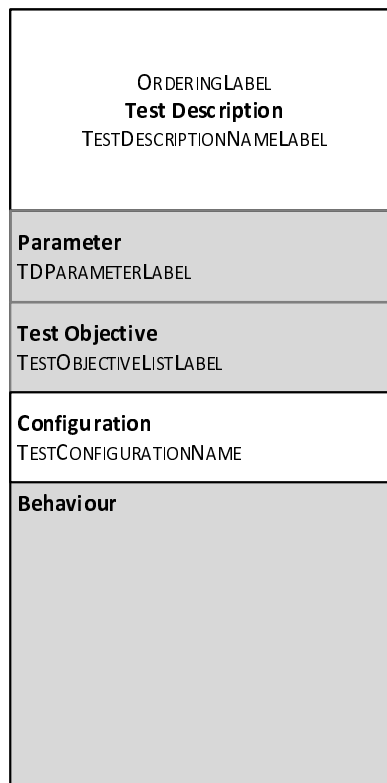 ORDERINGLABEL
Test Description
TESTDESCRIPTIONNAMELABEL
Parameter
TDPARAMETERLABEL
Test Objective
TESTOBJECTIVELISTLABEL
Configuration
TESTCONFIGURATIONNAME
Behaviour